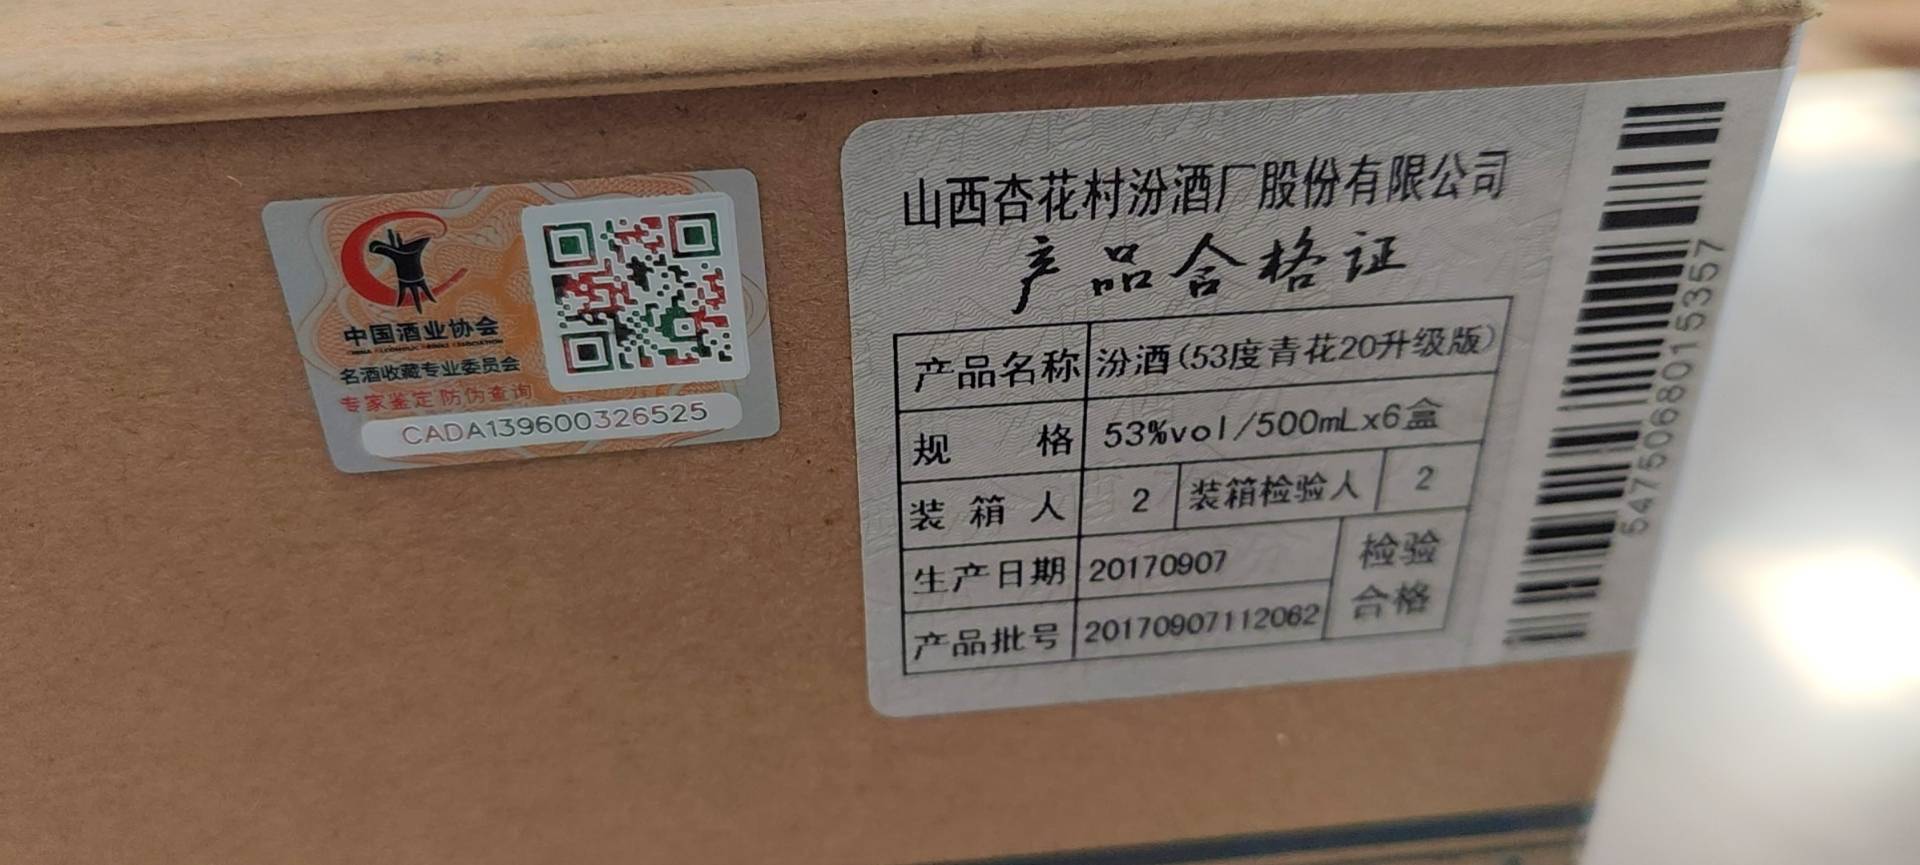 中国酒业协会
CHINA ALCOHOLIC DRINKS ASSOCIATION
名酒收藏专业委员会
专家鉴定 防伪查询
CADA139600326525
山西杏花村汾酒厂股份有限公司
产品合格证
产品名称 汾酒(53度青花20升级版)
规 格 53%vol/500mLx6盒
装箱人 2 装箱检验人 2
生产日期 20170907
产品批号 20170907112062
检验
合格
5475068015357